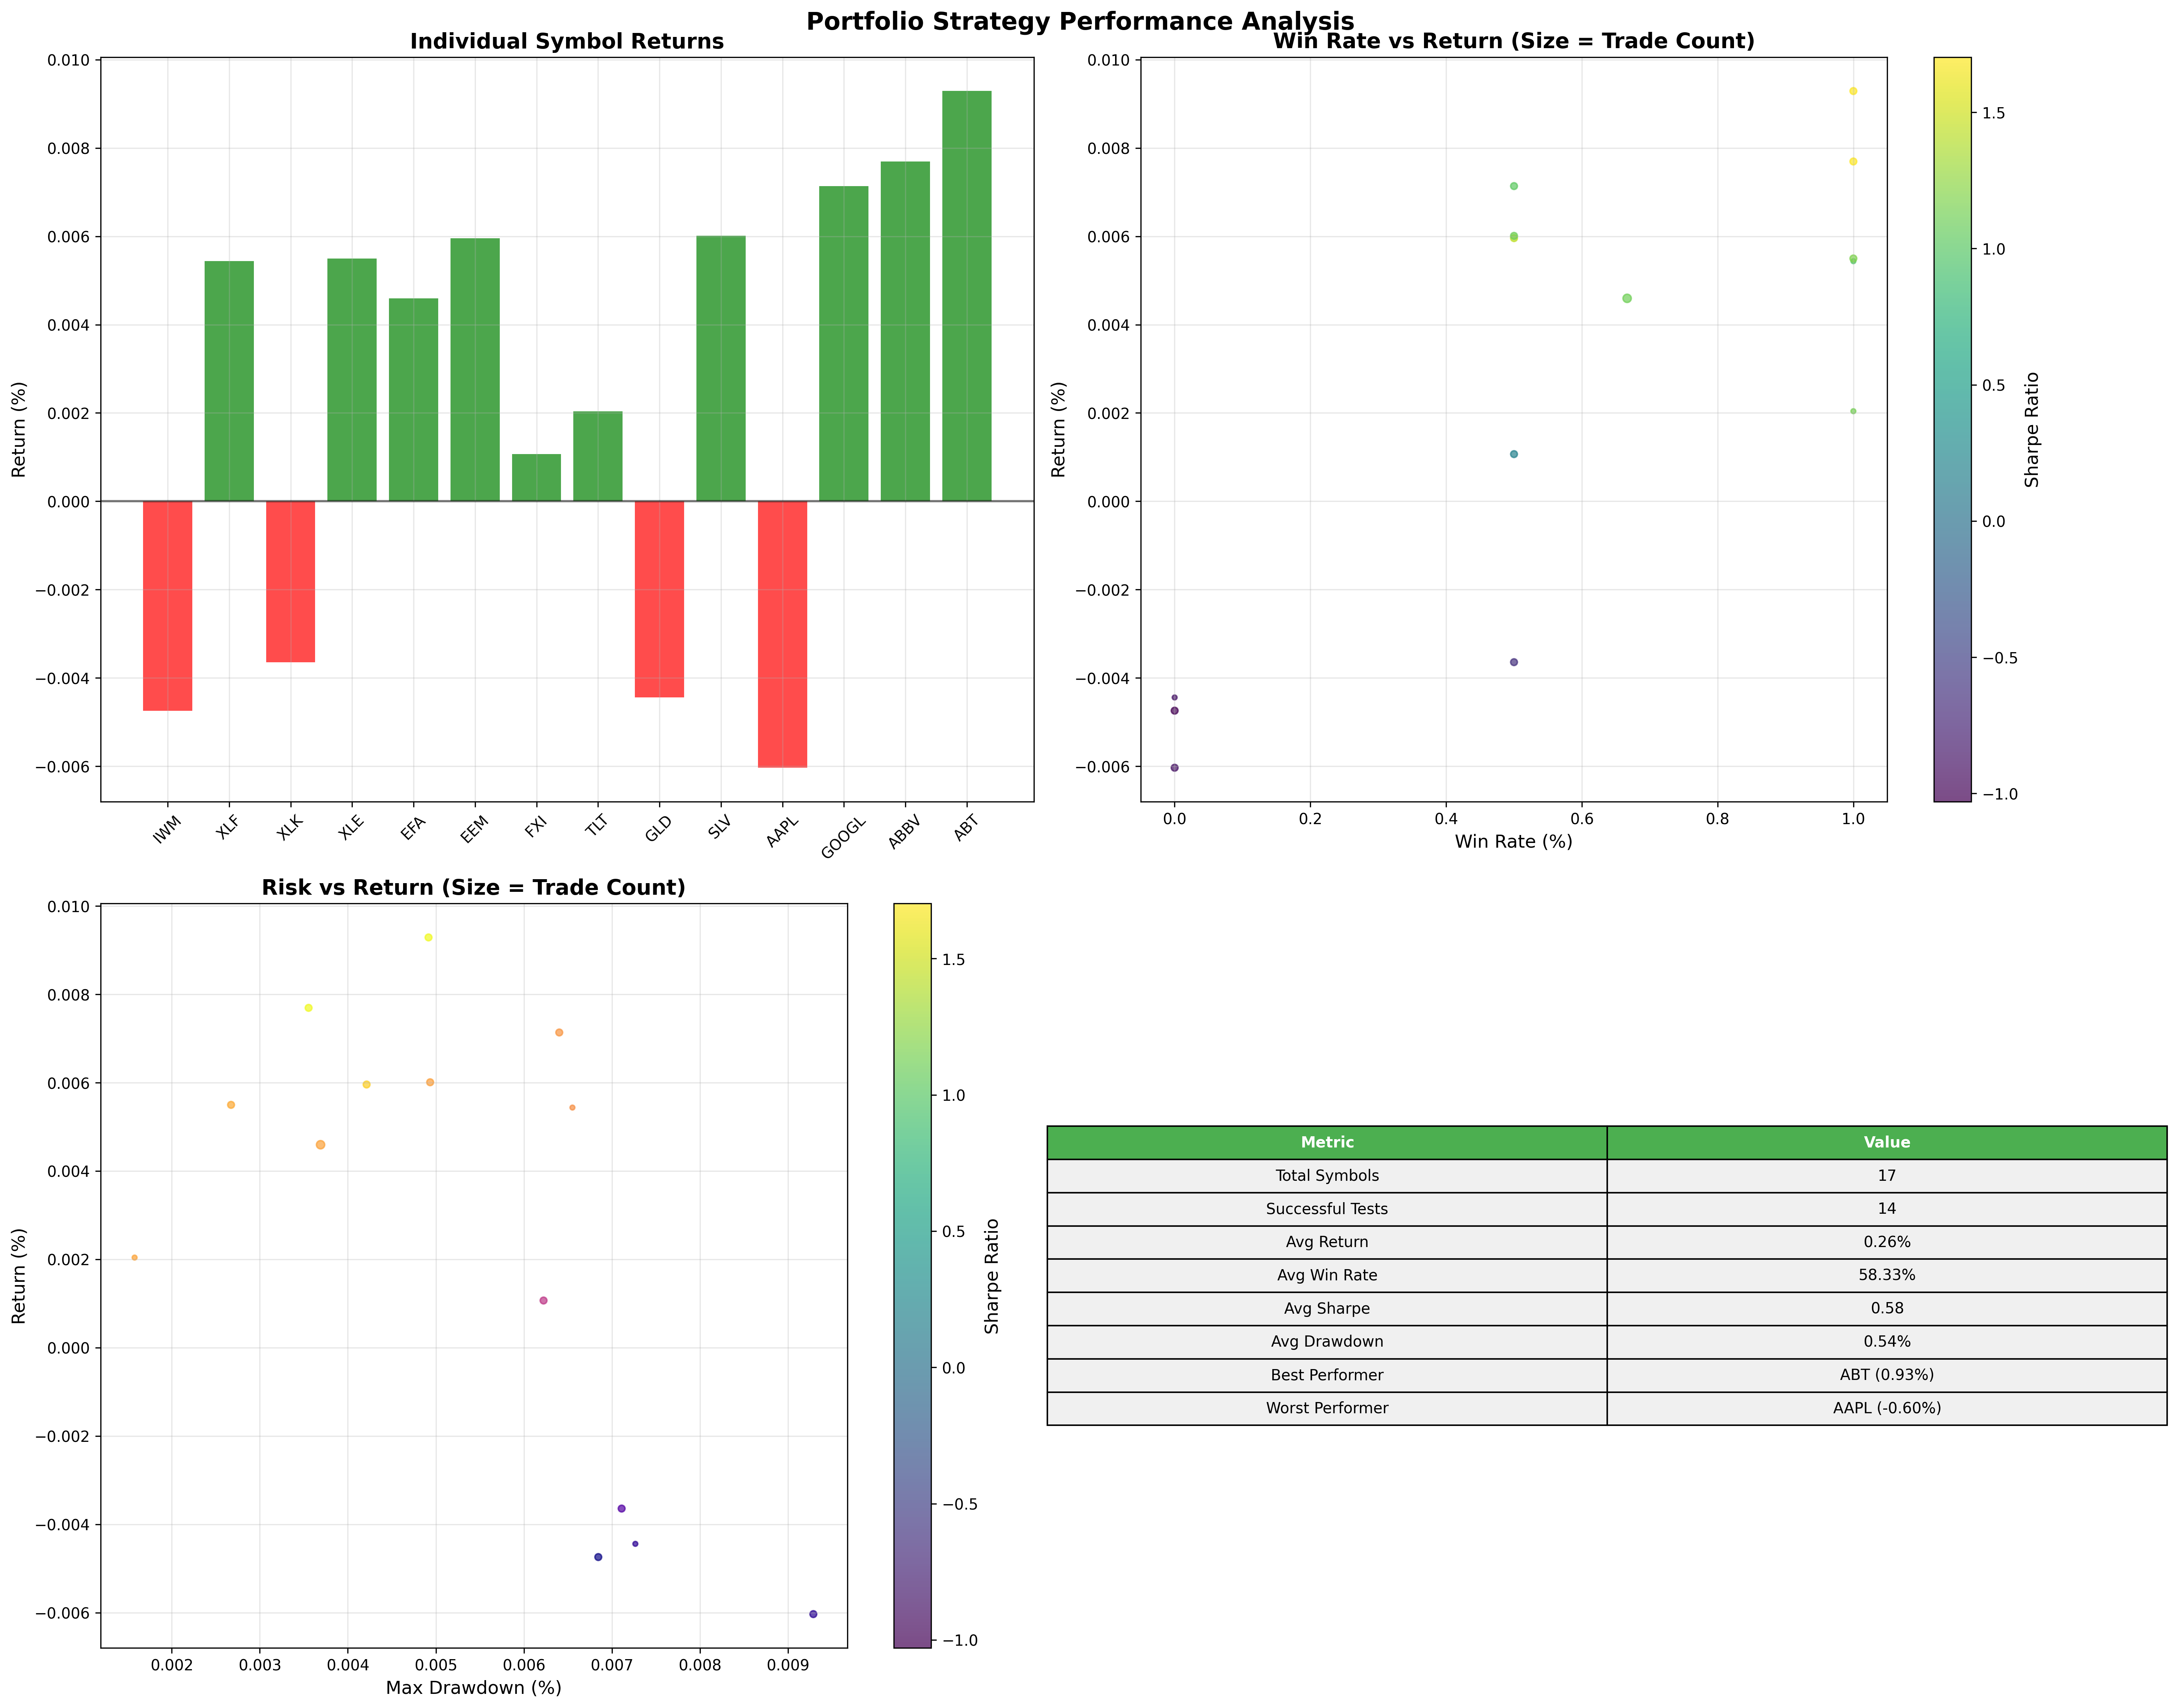 Portfolio Strategy Performance Analysis
Individual Symbol Returns
Return (%)
0.010
0.008
0.006
0.004
0.002
0.000
−0.002
−0.004
−0.006
IWM XLF XLK XLE EFA EEM FXI TLT GLD SLV AAPL GOOGL ABBV ABT
Win Rate vs Return (Size = Trade Count)
Return (%)
0.010
0.008
0.006
0.004
0.002
0.000
−0.002
−0.004
−0.006
0.0 0.2 0.4 0.6 0.8 1.0
Win Rate (%)
1.5
1.0
0.5
0.0
−0.5
−1.0
Sharpe Ratio
Risk vs Return (Size = Trade Count)
Return (%)
0.010
0.008
0.006
0.004
0.002
0.000
−0.002
−0.004
−0.006
0.002 0.003 0.004 0.005 0.006 0.007 0.008 0.009
Max Drawdown (%)
1.5
1.0
0.5
0.0
−0.5
−1.0
Sharpe Ratio
Metric Value
Total Symbols 17
Successful Tests 14
Avg Return 0.26%
Avg Win Rate 58.33%
Avg Sharpe 0.58
Avg Drawdown 0.54%
Best Performer ABT (0.93%)
Worst Performer AAPL (-0.60%)